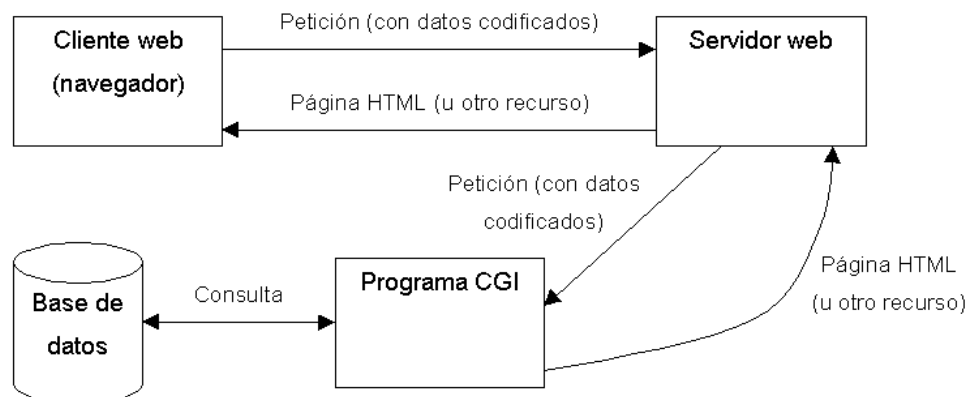 Petición (con datos codificados)
Cliente web
(navegador)
Servidor web
Página HTML (u otro recurso)
Petición (con datos
codificados)
Página HTML
(u otro recurso)
Programa CGI
Consulta
Base de
datos